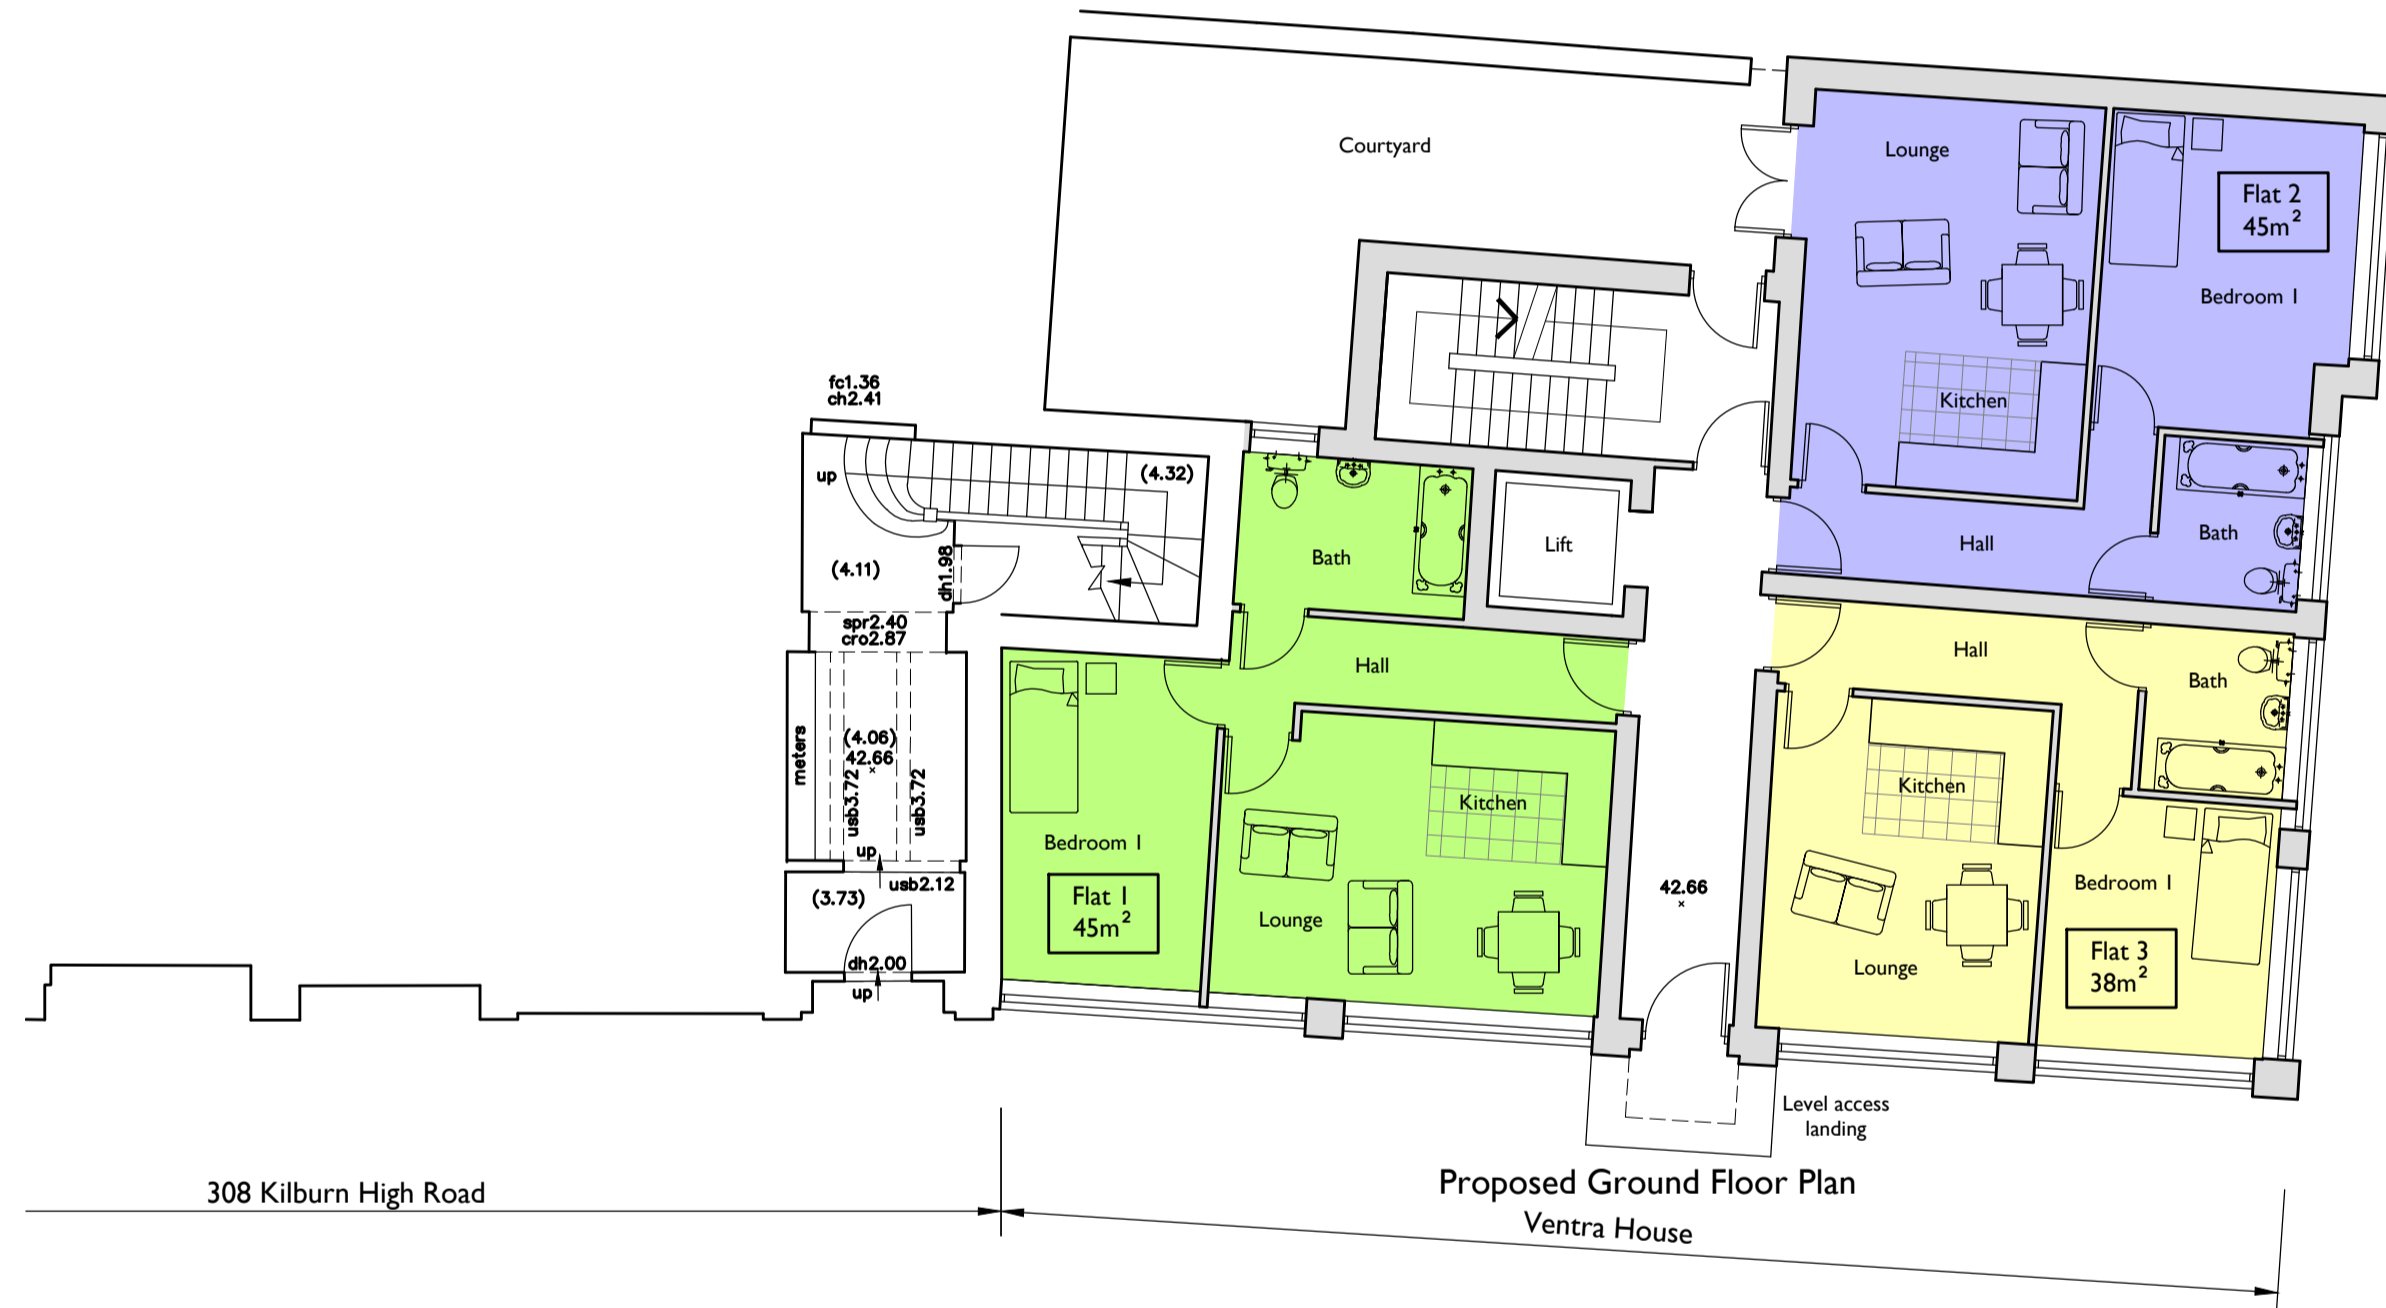 Courtyard
Lounge
Flat 2
45m²
Bedroom 1
Kitchen
Hall
Bath
fc1.36
ch2.41
up
(4.32)
(4.11)
dh1.98
spr2.40
cro2.87
meters
(4.06)
42.66
usb3.72
usb3.72
up
usb2.12
(3.73)
dh2.00
up
Bath
Lift
Hall
Bedroom 1
Flat 1
45m²
Kitchen
Lounge
42.66
Hall
Bath
Kitchen
Lounge
Bedroom 1
Flat 3
38m²
Level access
landing
308 Kilburn High Road
Proposed Ground Floor Plan
Ventra House